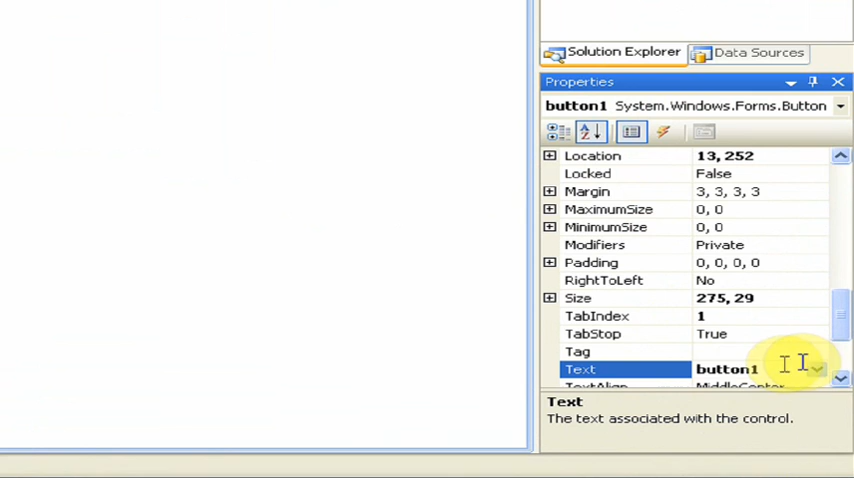 Solution Explorer Data Sources
Properties
button1 System.Windows.Forms.Button
Location 13, 252
Locked False
Margin 3, 3, 3, 3
MaximumSize 0, 0
MinimumSize 0, 0
Modifiers Private
Padding 0, 0, 0, 0
RightToLeft No
Size 275, 29
TabIndex 1
TabStop True
Tag
Text button1
TextAlign MiddleCenter
Text
The text associated with the control.